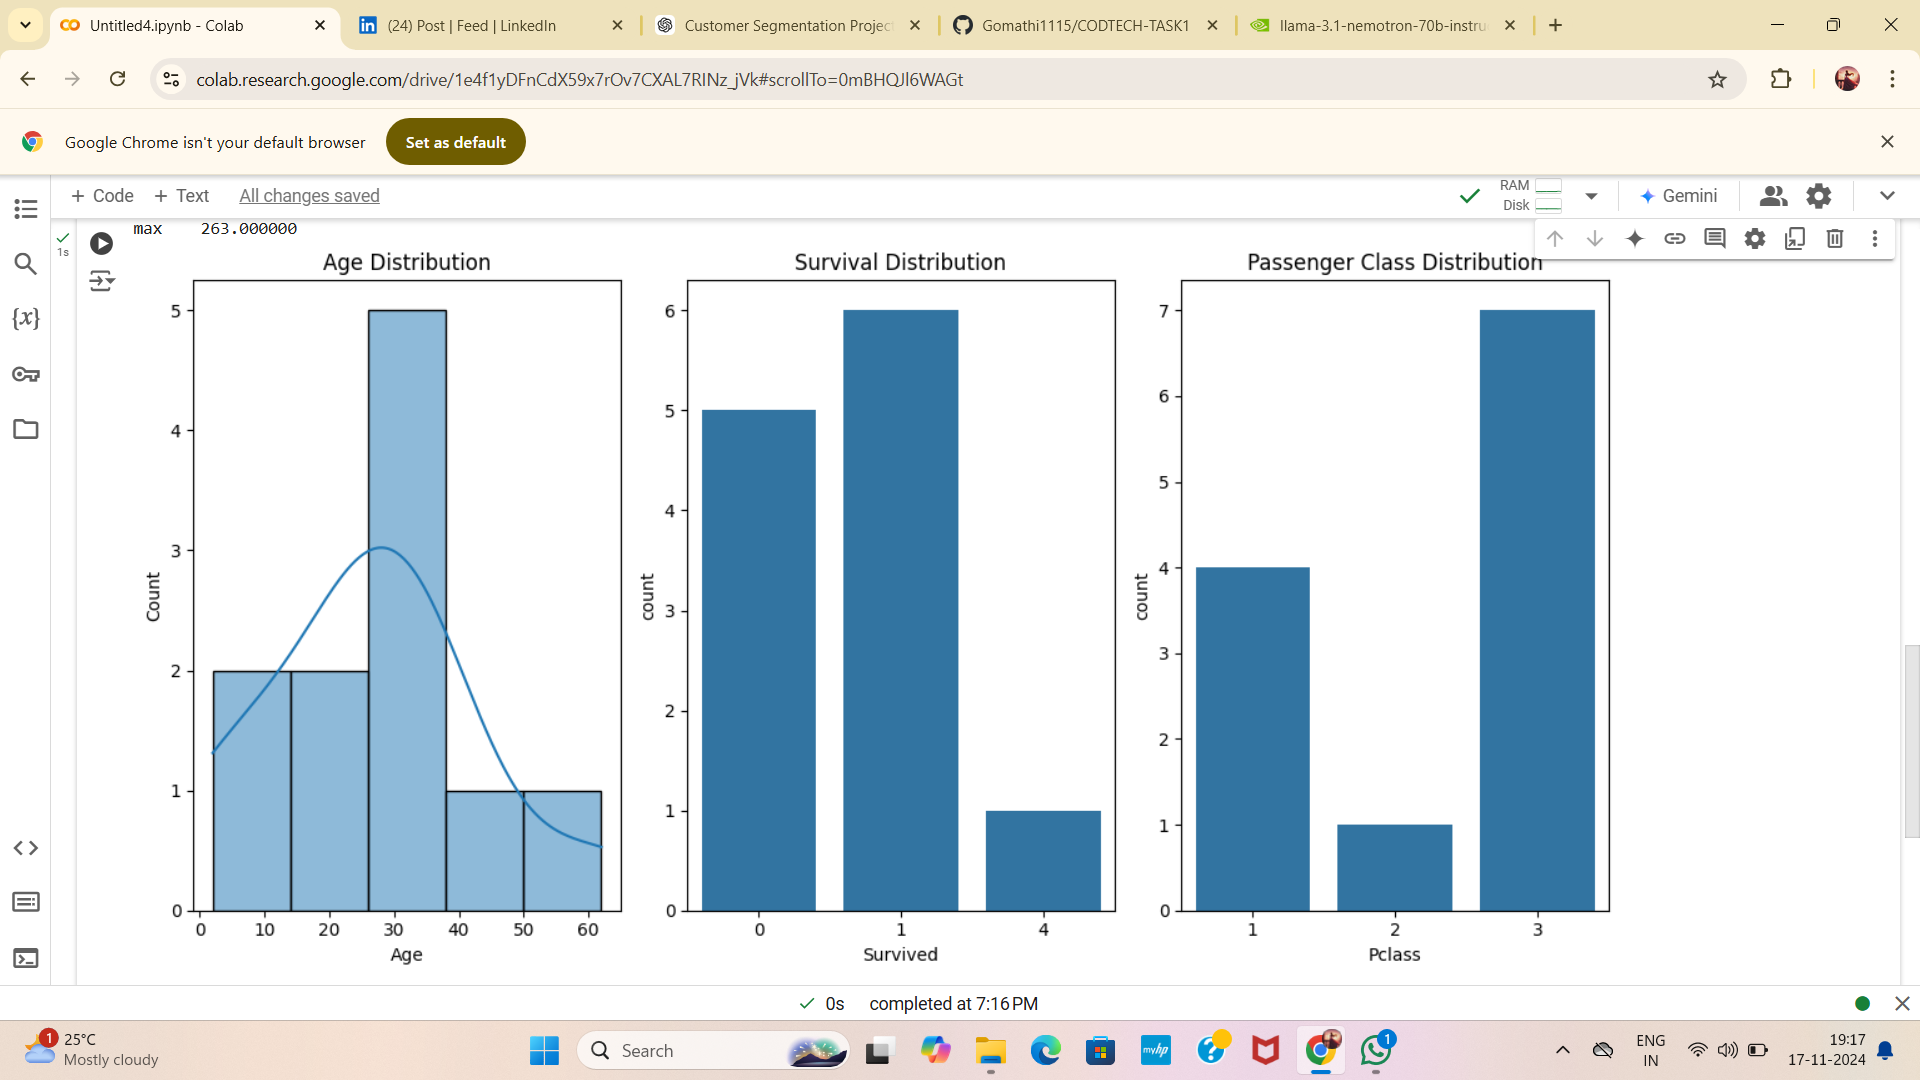 Untitled4.ipynb - Colab
(24) Post | Feed | LinkedIn
Customer Segmentation Projec
Gomathi1115/CODTECH-TASK1
llama-3.1-nemotron-70b-instru
colab.research.google.com/drive/1e4f1yDFnCdX59x7rOv7CXAL7RINz_jVk#scrollTo=0mBHQJl6WAGt
Google Chrome isn't your default browser
Set as default
+ Code + Text All changes saved
RAM
Disk
Gemini
max 263.000000
1s
{x}
Age Distribution
5
4
3
2
1
0
Count
0 10 20 30 40 50 60
Age
Survival Distribution
6
5
4
3
2
1
0
count
0 1 4
Survived
Passenger Class Distribution
7
6
5
4
3
2
1
0
count
1 2 3
Pclass
0s completed at 7:16 PM
1
25°C
Mostly cloudy
Search
myhp
1
ENG
IN
19:17
17-11-2024